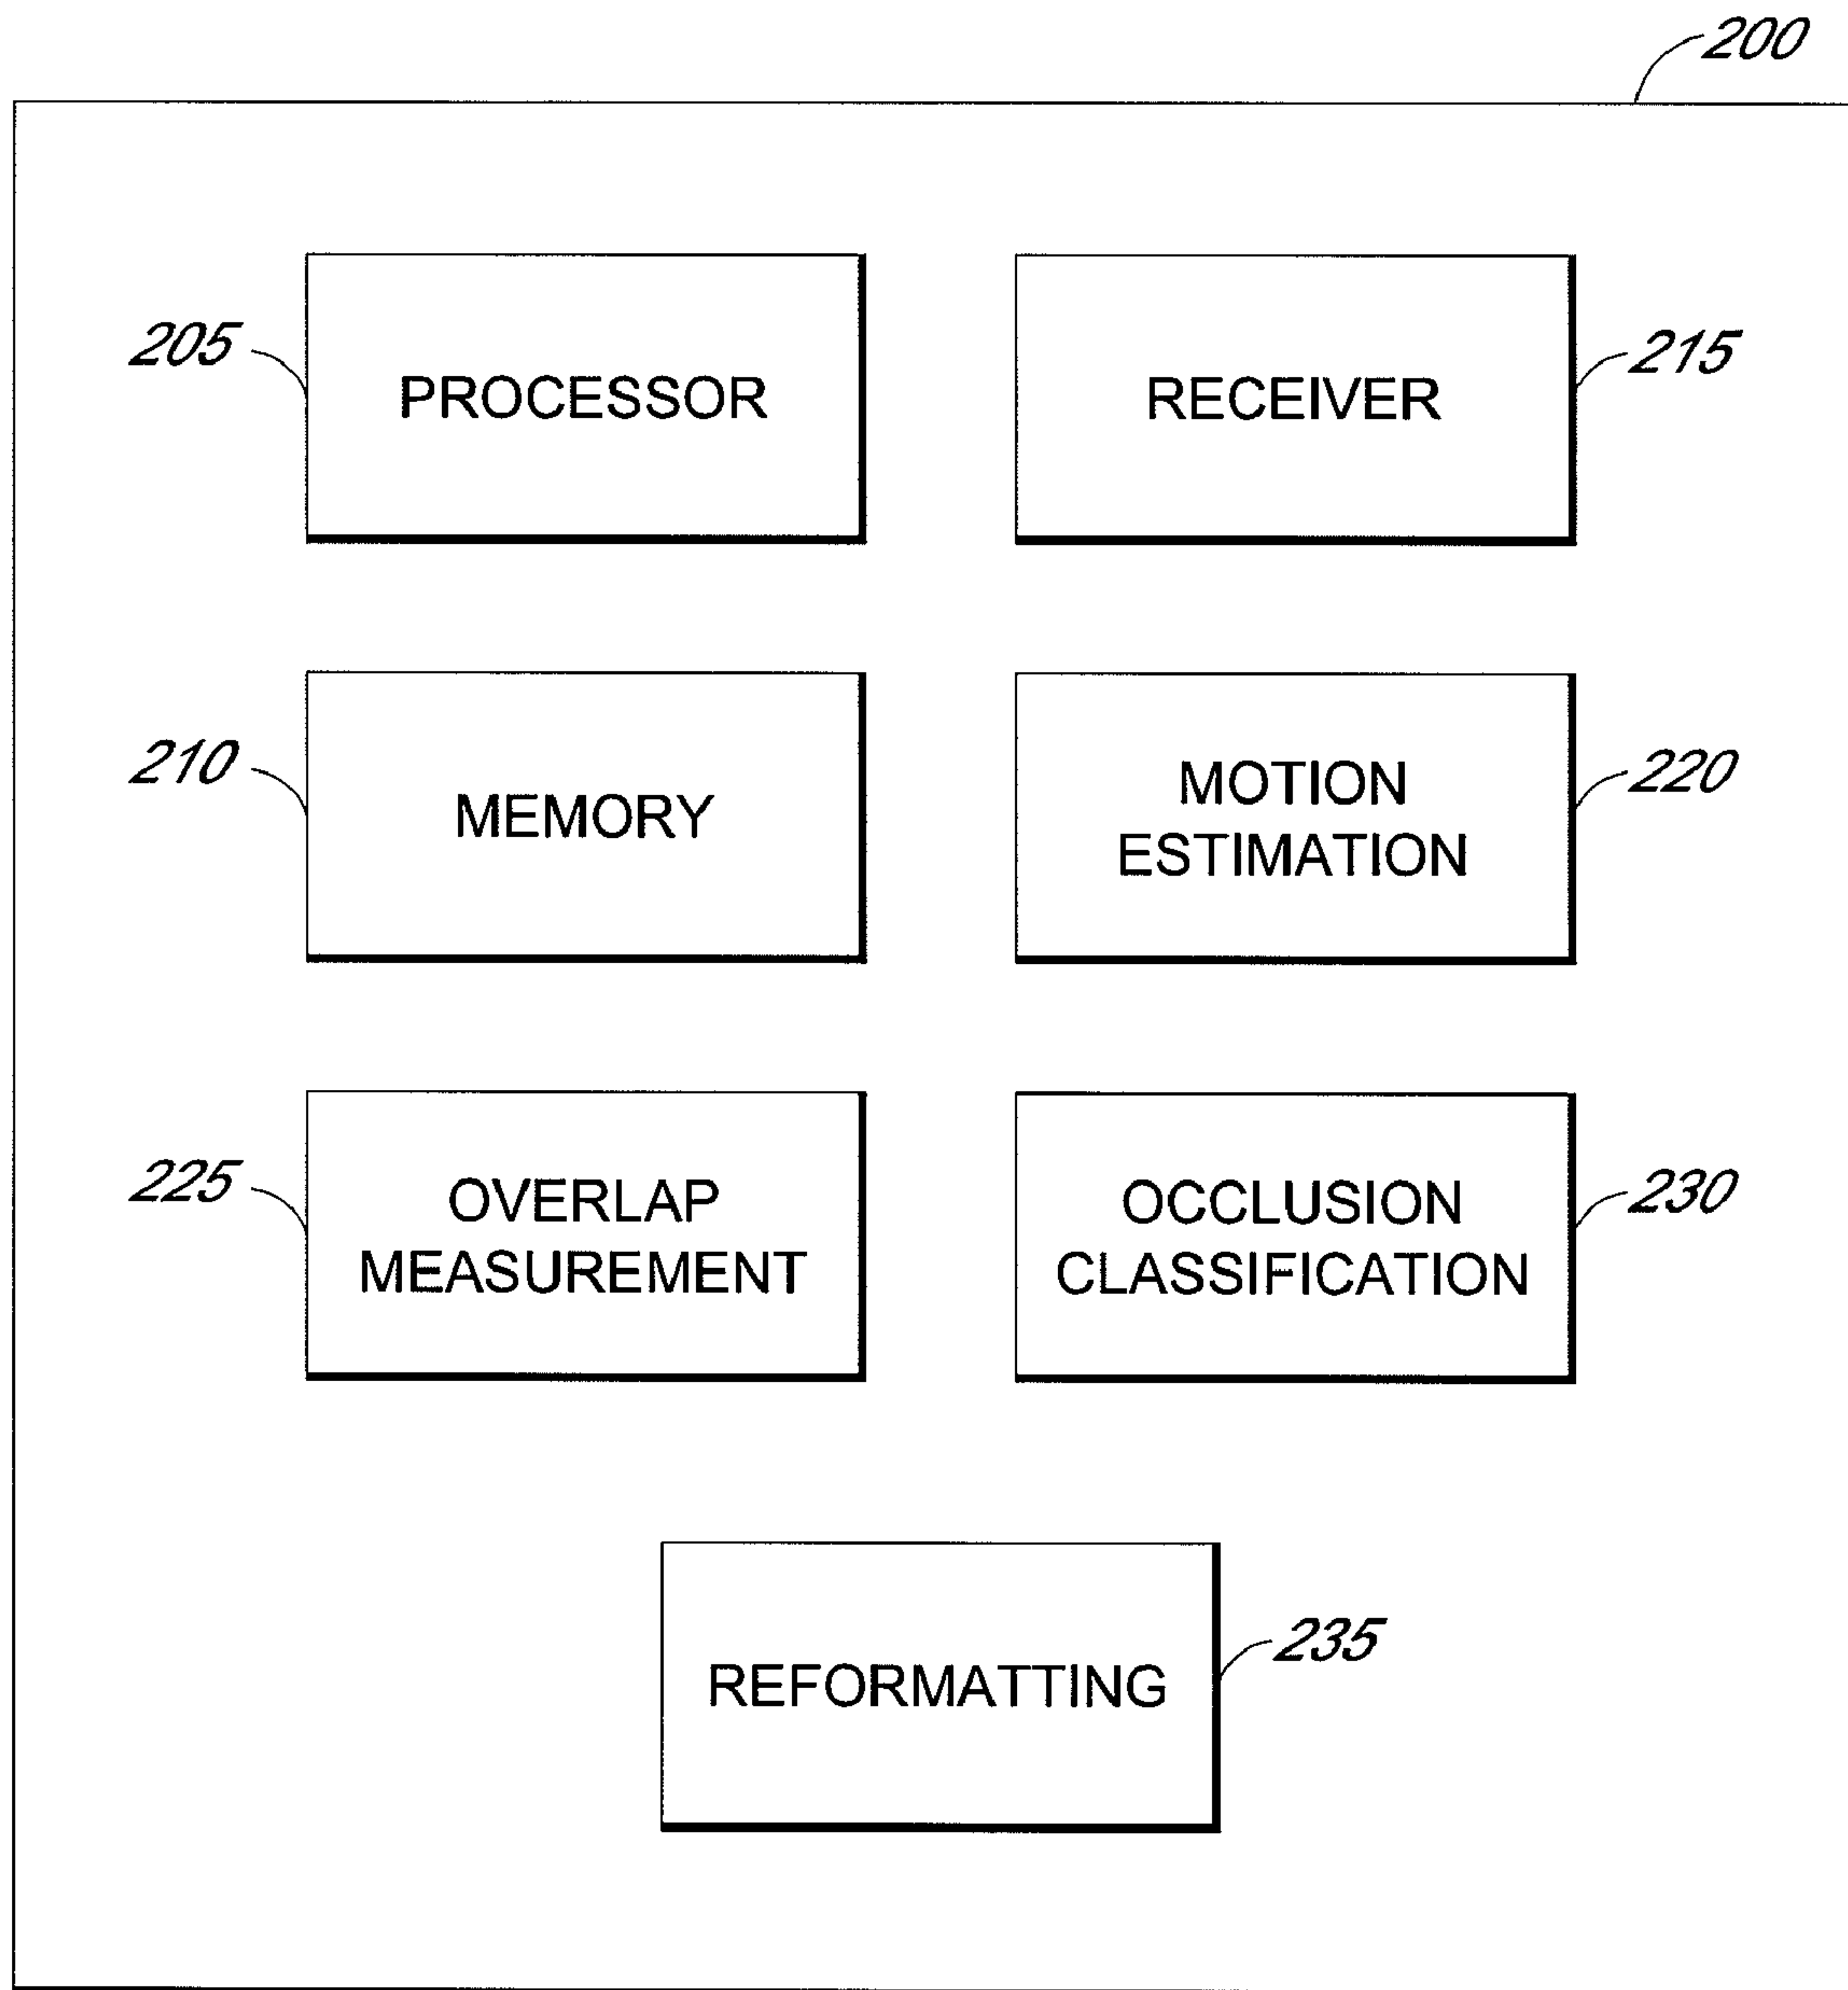 200
205
PROCESSOR
RECEIVER
215
210
MEMORY
MOTION
ESTIMATION
220
225
OVERLAP
MEASUREMENT
OCCLUSION
CLASSIFICATION
230
REFORMATTING
235